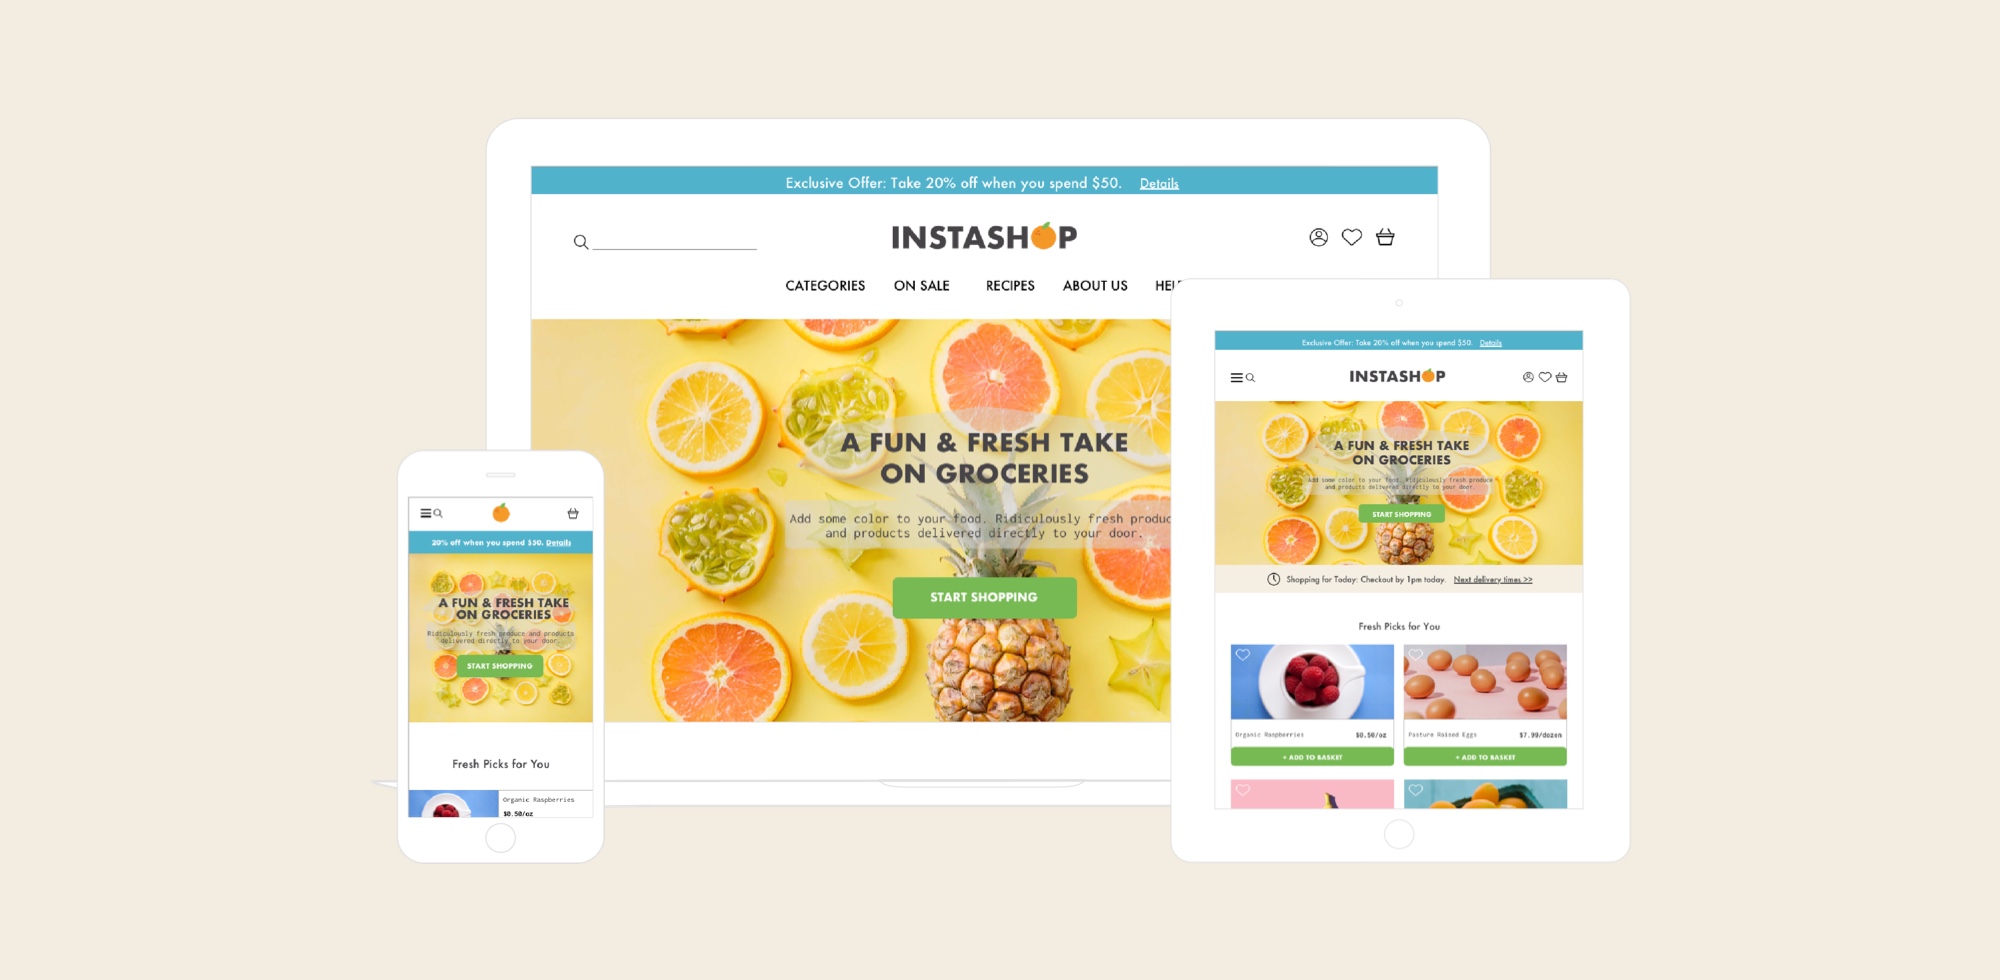 Exclusive Offer: Take 20% off when you spend $50. Details
INSTASHOP
CATEGORIES ON SALE RECIPES ABOUT US
A FUN & FRESH TAKE
ON GROCERIES
Add some color to your food. Ridiculously fresh
and products delivered directly to your door.
START SHOPPING
20% off when you spend $50. Details
A FUN & FRESH TAKE
ON GROCERIES
Ridiculously fresh produce and products
delivered directly to your door.
START SHOPPING
Fresh Picks for You
Organic Raspberries
$0.50/oz
Exclusive Offer: Take 20% off when you spend $50. Details
INSTASHOP
A FUN & FRESH TAKE
ON GROCERIES
Add some color to your food. Ridiculously fresh produce
and products delivered directly to your door.
START SHOPPING
Shopping for Today: Checkout by 1pm today. Next delivery times >>
Fresh Picks for You
Organic Raspberries $0.50/oz
Pasture Raised Eggs $7.99/dozen
+ ADD TO BASKET
+ ADD TO BASKET